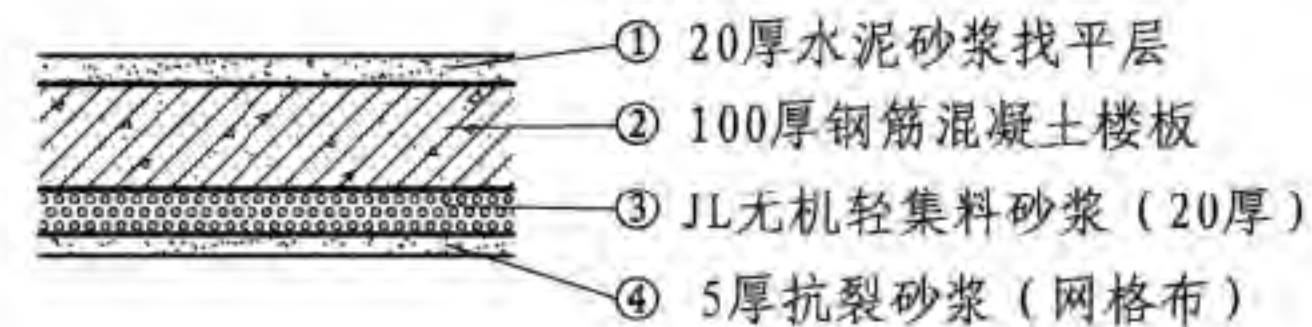 ① 20厚水泥砂浆找平层
② 100厚钢筋混凝土楼板
③ JL无机轻集料砂浆（20厚）
④ 5厚抗裂砂浆（网格布）